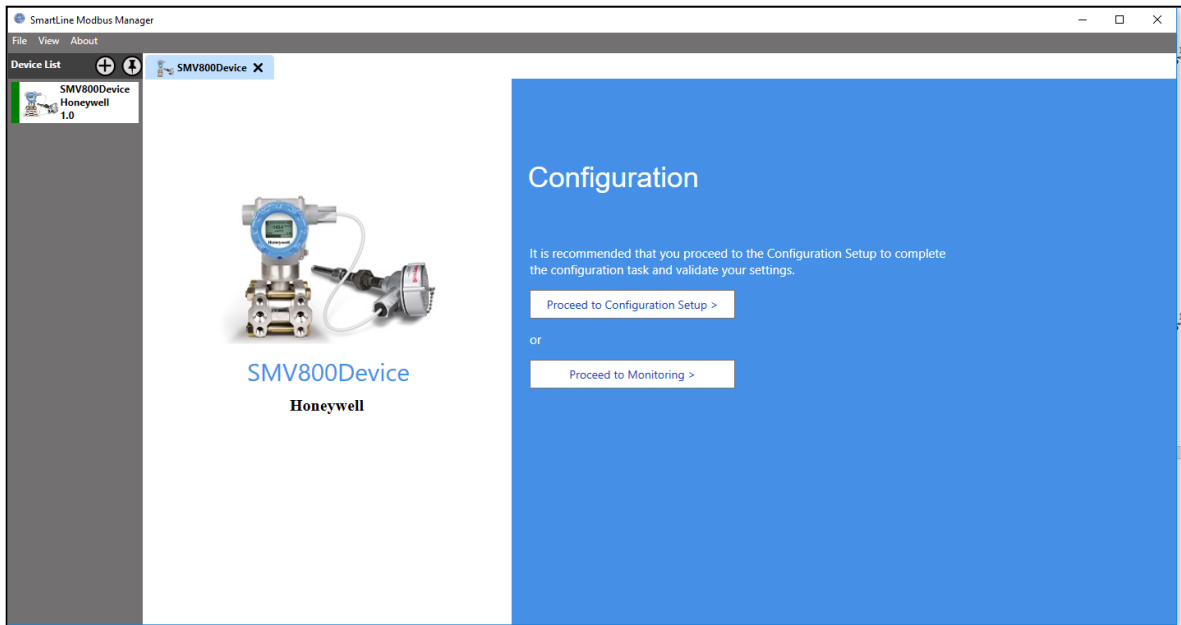 SmartLine Modbus Manager
File View About
Device List
SMV800Device
SMV800Device
Honeywell
1.0
Configuration
It is recommended that you proceed to the Configuration Setup to complete
the configuration task and validate your settings.
Proceed to Configuration Setup >
or
Proceed to Monitoring >
Honeywell
SMV800Device
Honeywell